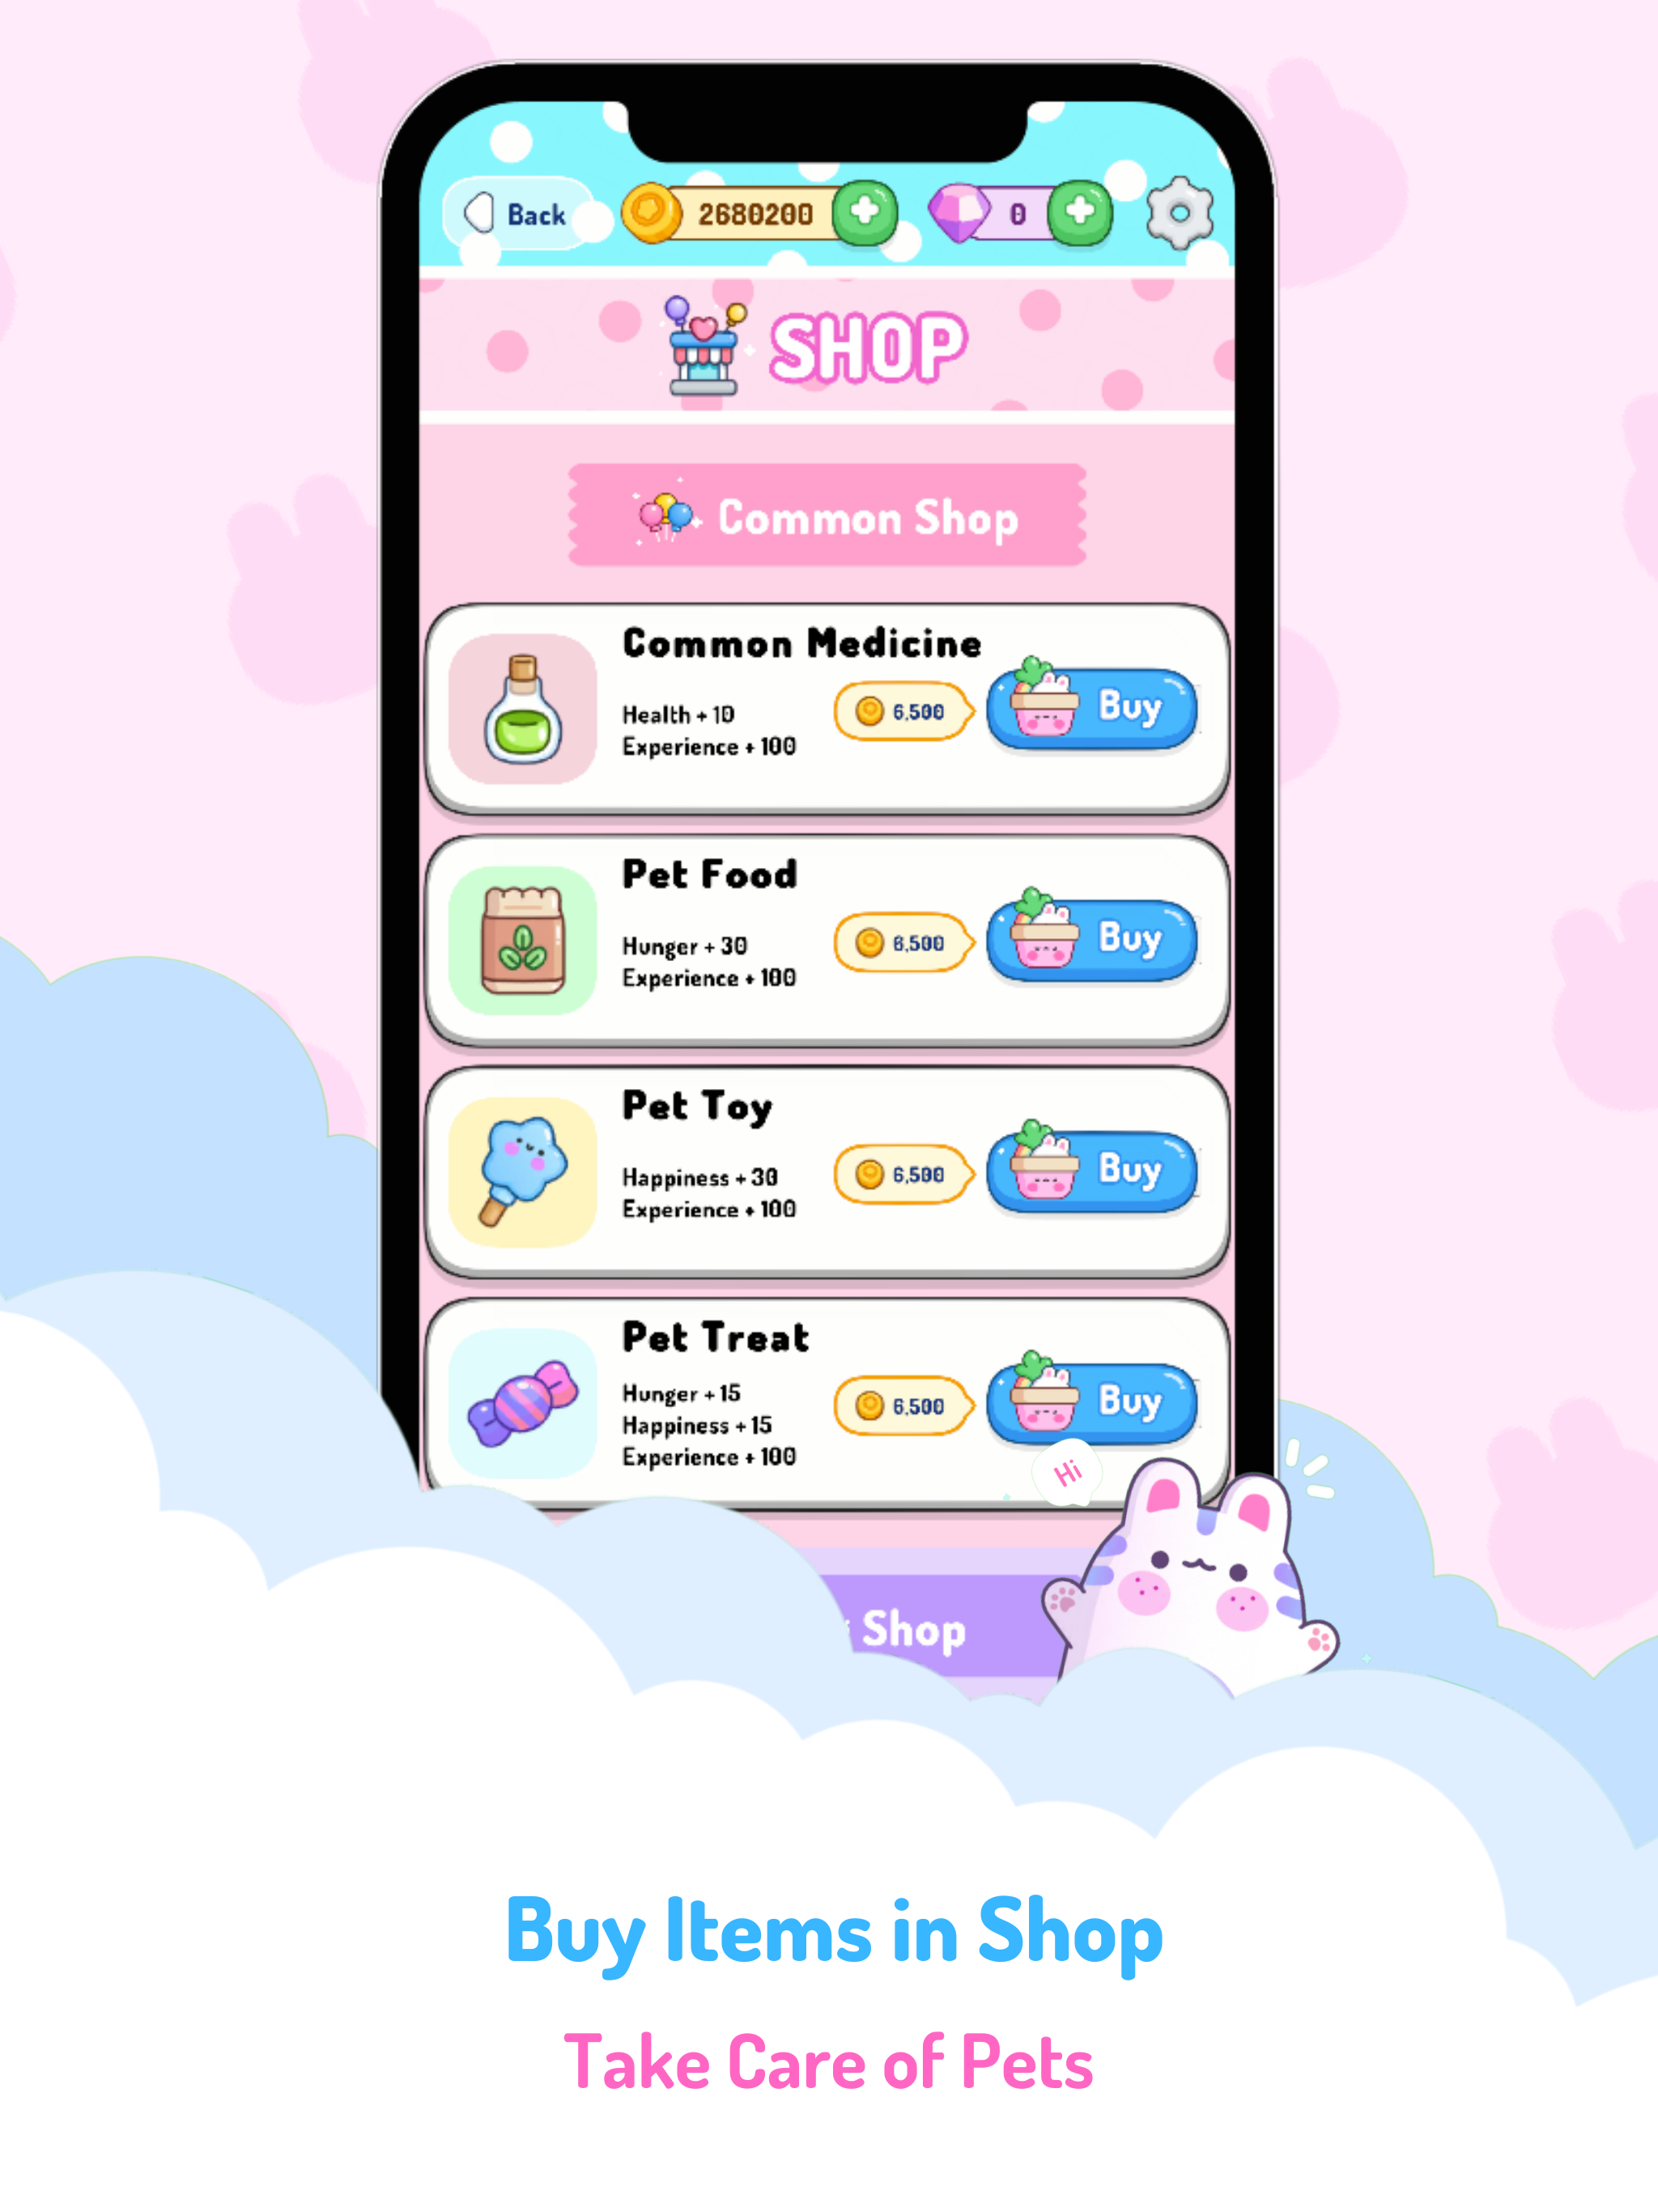 Back
2680200
0
SHOP
Common Shop
Common Medicine
Health + 10
Experience + 100
6,500
Buy
Pet Food
Hunger + 30
Experience + 100
6,500
Buy
Pet Toy
Happiness + 30
Experience + 100
6,500
Buy
Pet Treat
Hunger + 15
Happiness + 15
Experience + 100
6,500
Buy
Hi
Shop
Buy Items in Shop
Take Care of Pets